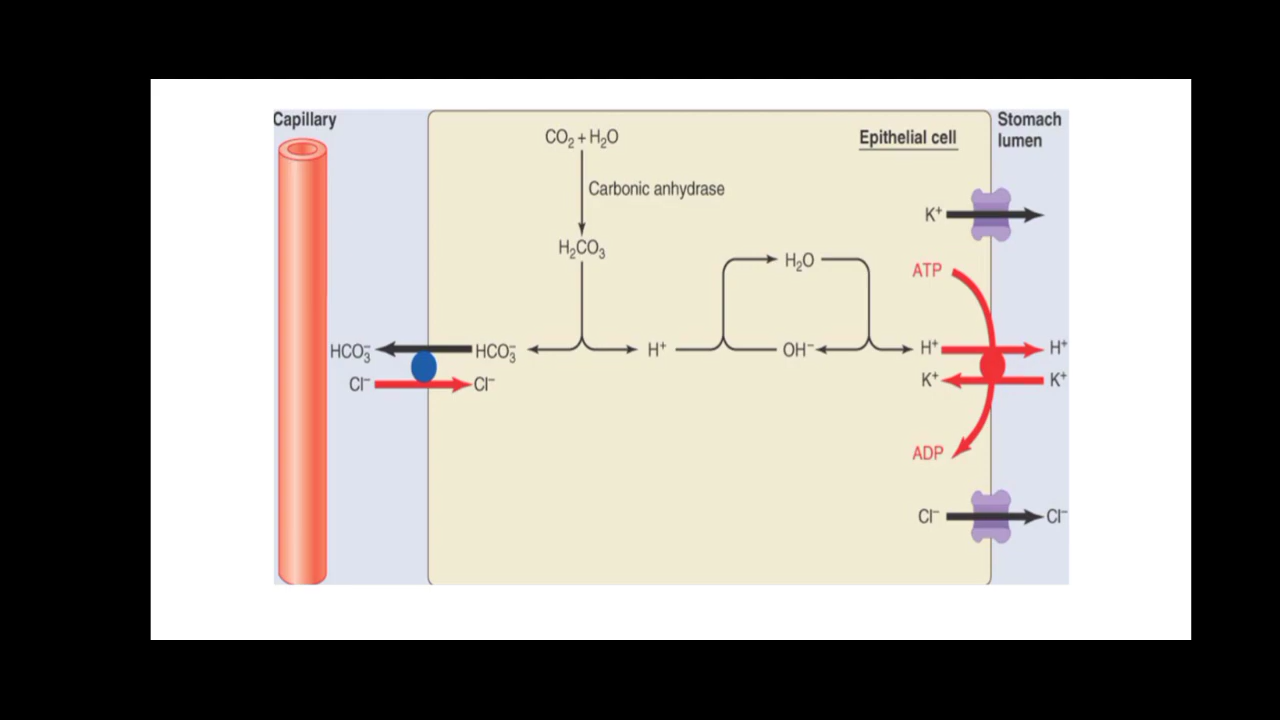 Capillary
Stomach
lumen
Epithelial cell
CO₂ + H₂O
Carbonic anhydrase
H₂CO₃
K⁺
H₂O
ATP
HCO₃⁻
HCO₃⁻
H⁺
OH⁻
H⁺
H⁺
Cl⁻
Cl⁻
K⁺
K⁺
ADP
Cl⁻
Cl⁻